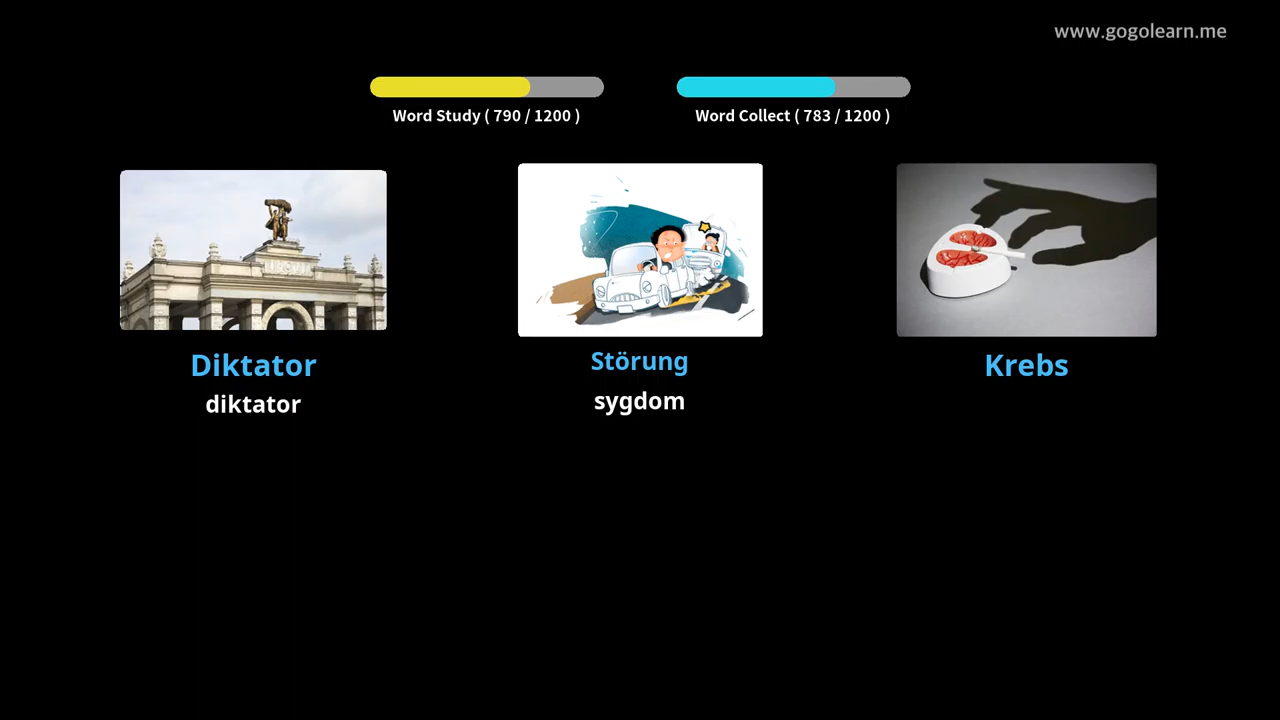 www.gogolearn.me
Word Study ( 790 / 1200 )
Word Collect ( 783 / 1200 )
Diktator
diktator
Störung
sygdom
Krebs